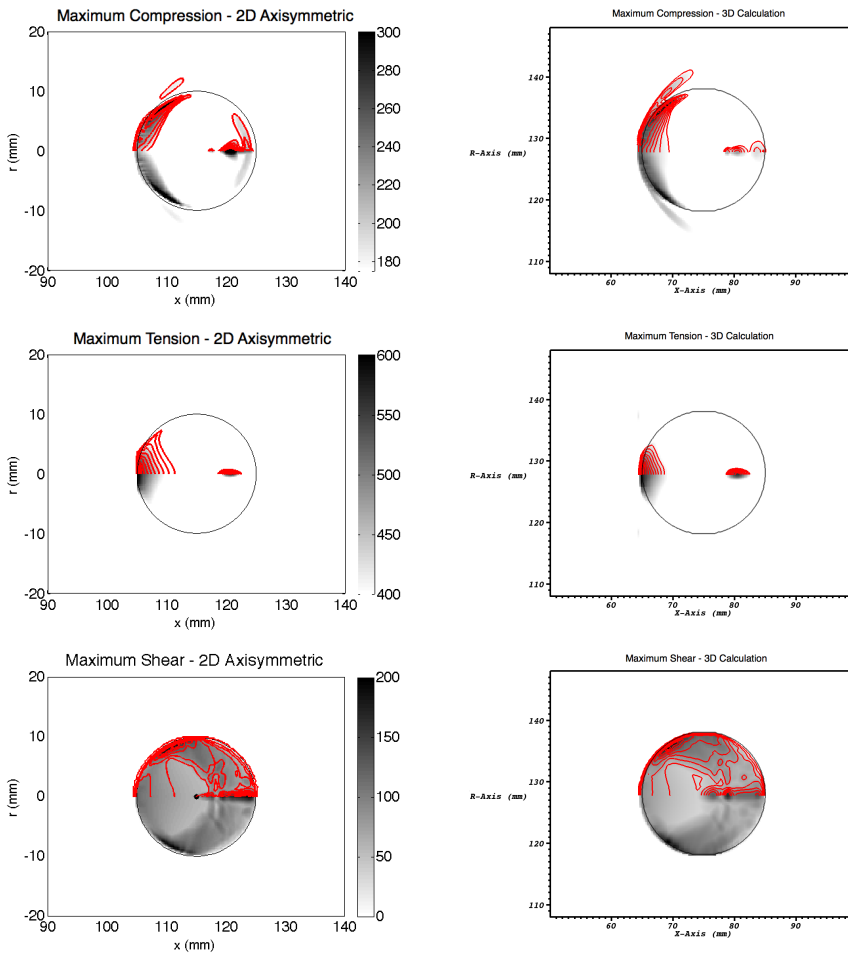 Maximum Compression - 2D Axisymmetric
20
10
0
-10
-20
r (mm)
90 100 110 120 130 140
x (mm)
300
280
260
240
220
200
180
Maximum Compression - 3D Calculation
140
130
120
110
R-Axis (mm)
70 80 90
X-Axis (mm)
Maximum Tension - 2D Axisymmetric
20
10
0
-10
-20
r (mm)
90 100 110 120 130 140
x (mm)
600
550
500
450
400
Maximum Tension - 3D Calculation
140
130
120
110
R-Axis (mm)
70 80 90
X-Axis (mm)
Maximum Shear - 2D Axisymmetric
20
10
0
-10
-20
r (mm)
90 100 110 120 130 140
x (mm)
200
150
100
50
0
Maximum Shear - 3D Calculation
140
130
120
110
R-Axis (mm)
70 80 90
X-Axis (mm)